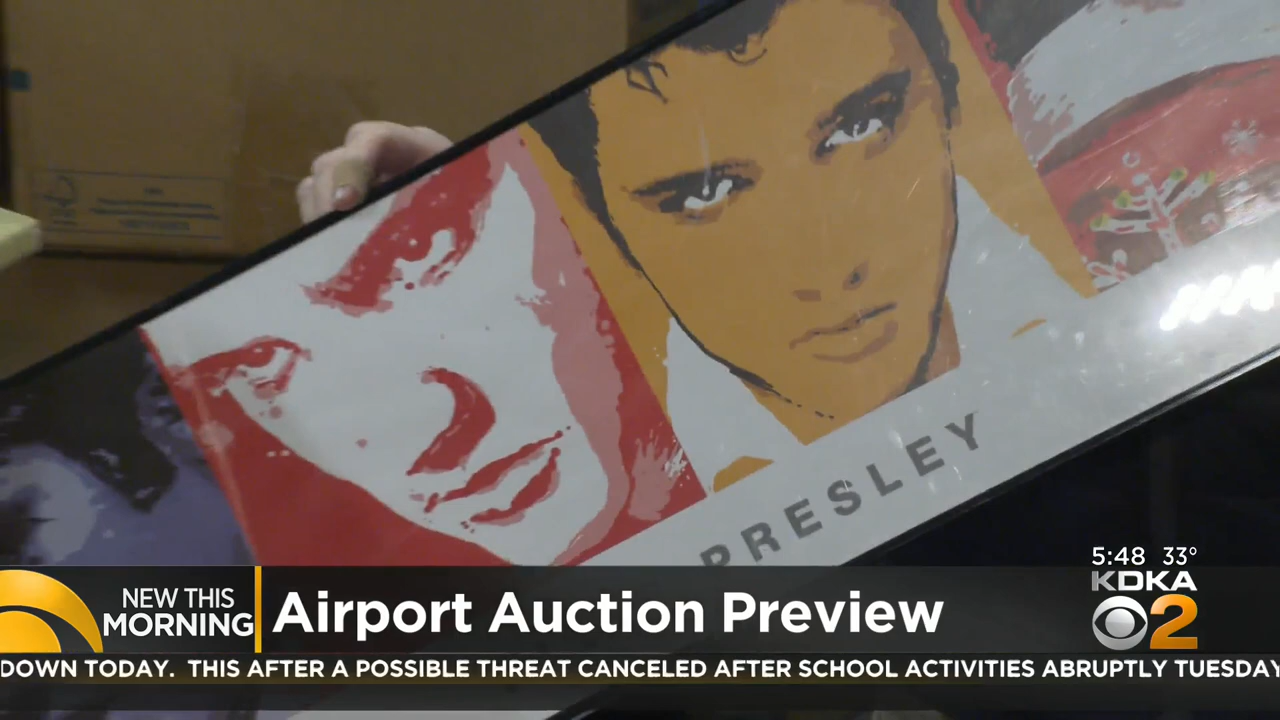 PRESLEY
5:48 33°
KDKA
2
NEW THIS
MORNING
Airport Auction Preview
DOWN TODAY. THIS AFTER A POSSIBLE THREAT CANCELED AFTER SCHOOL ACTIVITIES ABRUPTLY TUESDAY